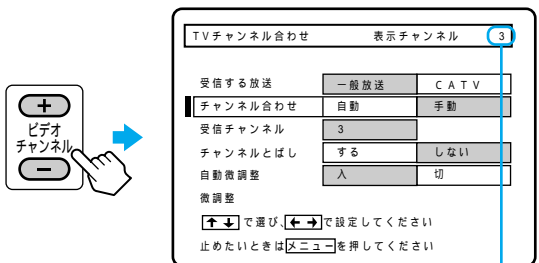 TVチャンネル合わせ 表示チャンネル 3
受信する放送 一般放送 CATV
チャンネル合わせ 自動 手動
受信チャンネル 3
チャンネルとばし する しない
自動微調整 入 切
微調整
↑↓で選び、←→で設定してください
止めたいときはメニューを押してください
+
ビデオ
チャンネル
−